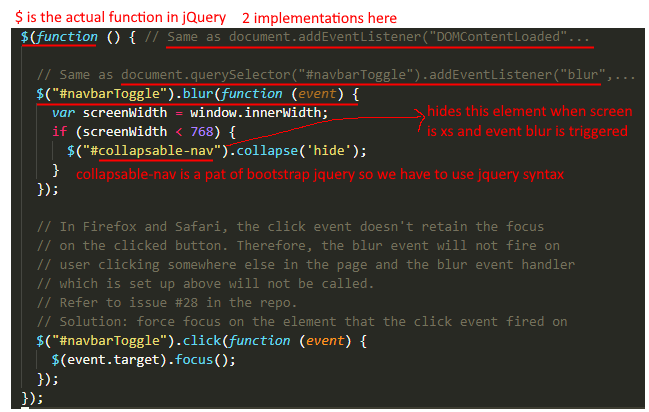 $ is the actual function in jQuery   2 implementations here
$(function () { // Same as document.addEventListener("DOMContentLoaded"...
// Same as document.querySelector("#navbarToggle").addEventListener("blur",...
$("#navbarToggle").blur(function (event) {
var screenWidth = window.innerWidth;
hides this element when screen
if (screenWidth < 768) {
is xs and event blur is triggered
$("#collapsable-nav").collapse('hide');
}
collapsable-nav is a pat of bootstrap jquery so we have to use jquery syntax
});
// In Firefox and Safari, the click event doesn't retain the focus
// on the clicked button. Therefore, the blur event will not fire on
// user clicking somewhere else in the page and the blur event handler
// which is set up above will not be called.
// Refer to issue #28 in the repo.
// Solution: force focus on the element that the click event fired on
$("#navbarToggle").click(function (event) {
$(event.target).focus();
});
});